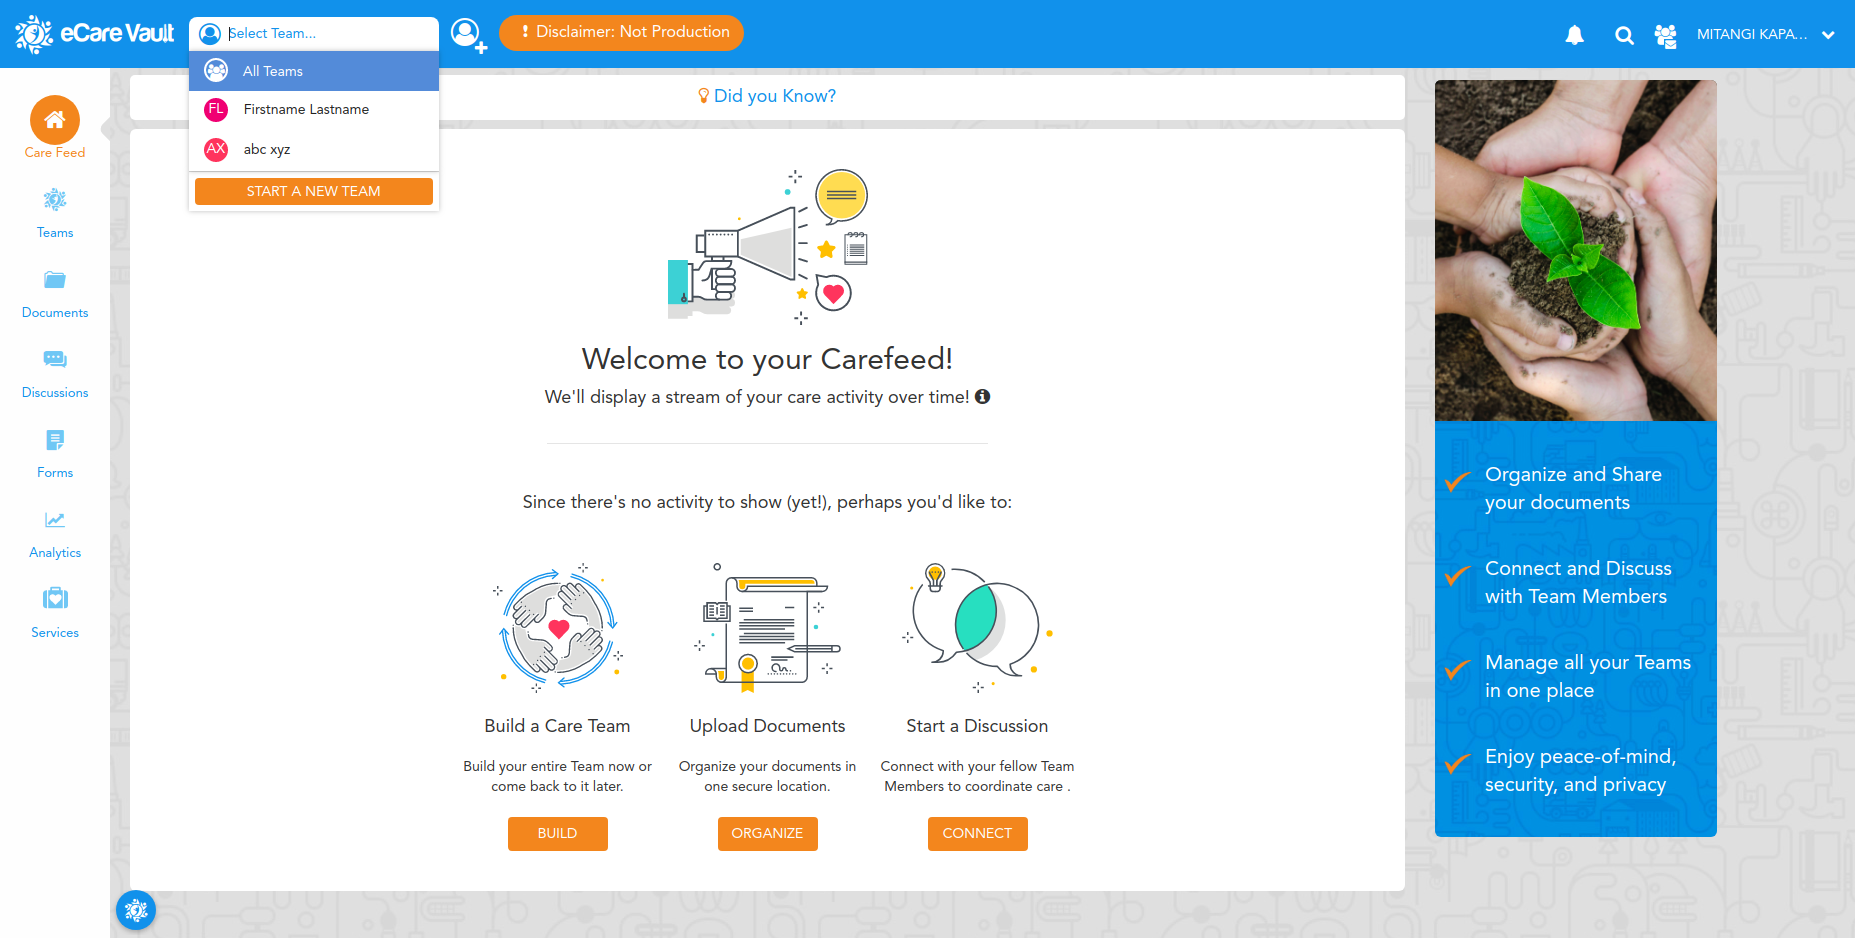 eCare Vault
Select Team...
! Disclaimer: Not Production
MITANGI KAPA...
All Teams
FL Firstname Lastname
AX abc xyz
START A NEW TEAM
Did you Know?
Care Feed
Teams
Documents
Discussions
Forms
Analytics
Services
Welcome to your Carefeed!
We'll display a stream of your care activity over time!
Since there's no activity to show (yet!), perhaps you'd like to:
Build a Care Team
Build your entire Team now or
come back to it later.
BUILD
Upload Documents
Organize your documents in
one secure location.
ORGANIZE
Start a Discussion
Connect with your fellow Team
Members to coordinate care .
CONNECT
Organize and Share
your documents
Connect and Discuss
with Team Members
Manage all your Teams
in one place
Enjoy peace-of-mind,
security, and privacy